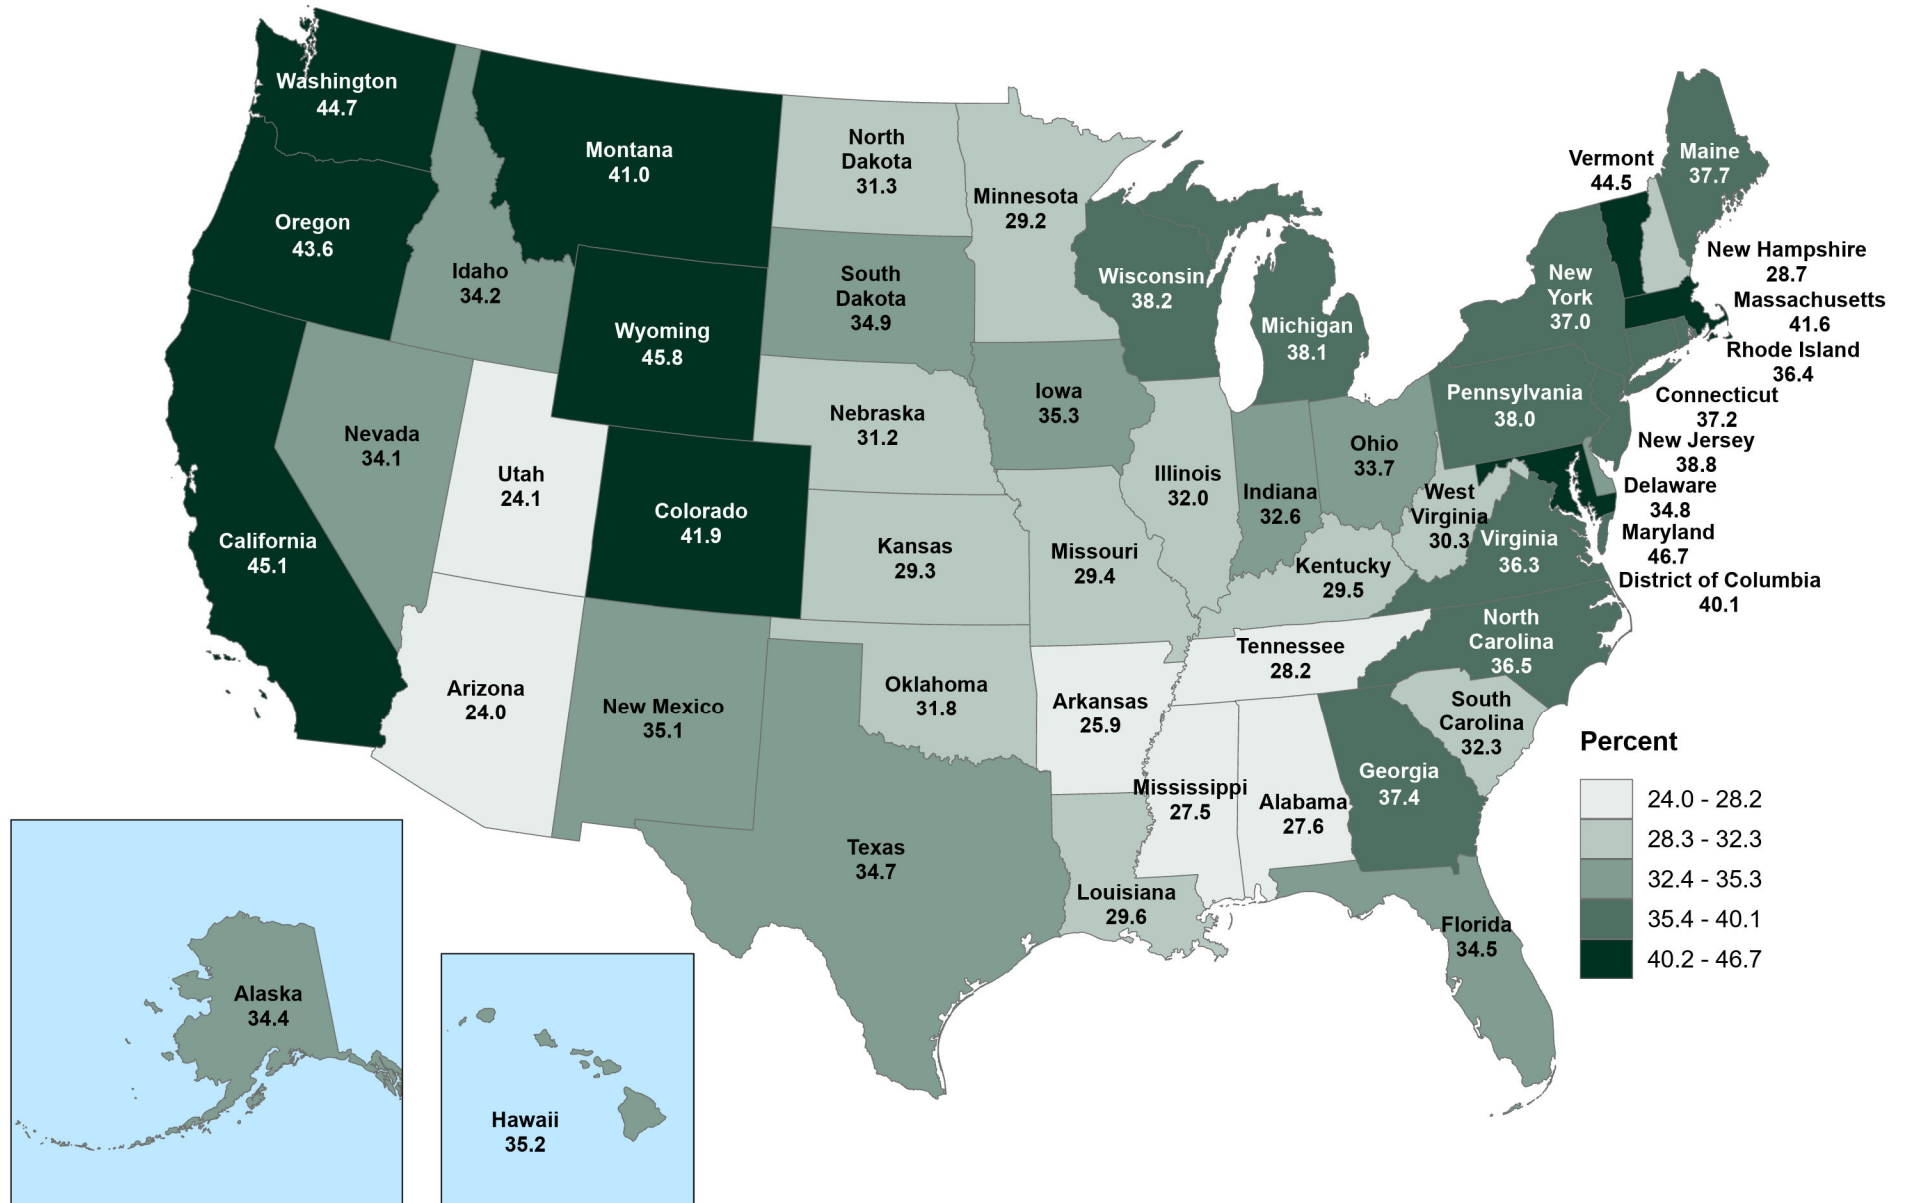 Washington
44.7
Oregon
43.6
California
45.1
Idaho
34.2
Nevada
34.1
Montana
41.0
Wyoming
45.8
Utah
24.1
Colorado
41.9
Arizona
24.0
New Mexico
35.1
North
Dakota
31.3
South
Dakota
34.9
Nebraska
31.2
Kansas
29.3
Oklahoma
31.8
Texas
34.7
Minnesota
29.2
Iowa
35.3
Missouri
29.4
Arkansas
25.9
Louisiana
29.6
Wisconsin
38.2
Illinois
32.0
Michigan
38.1
Indiana
32.6
Ohio
33.7
Kentucky
29.5
Tennessee
28.2
Mississippi
27.5
Alabama
27.6
Georgia
37.4
Florida
34.5
South
Carolina
32.3
North
Carolina
36.5
Virginia
36.3
West
Virginia
30.3
Pennsylvania
38.0
New
York
37.0
Vermont
44.5
Maine
37.7
New Hampshire
28.7
Massachusetts
41.6
Rhode Island
36.4
Connecticut
37.2
New Jersey
38.8
Delaware
34.8
Maryland
46.7
District of Columbia
40.1
Alaska
34.4
Hawaii
35.2
Percent
24.0 - 28.2
28.3 - 32.3
32.4 - 35.3
35.4 - 40.1
40.2 - 46.7